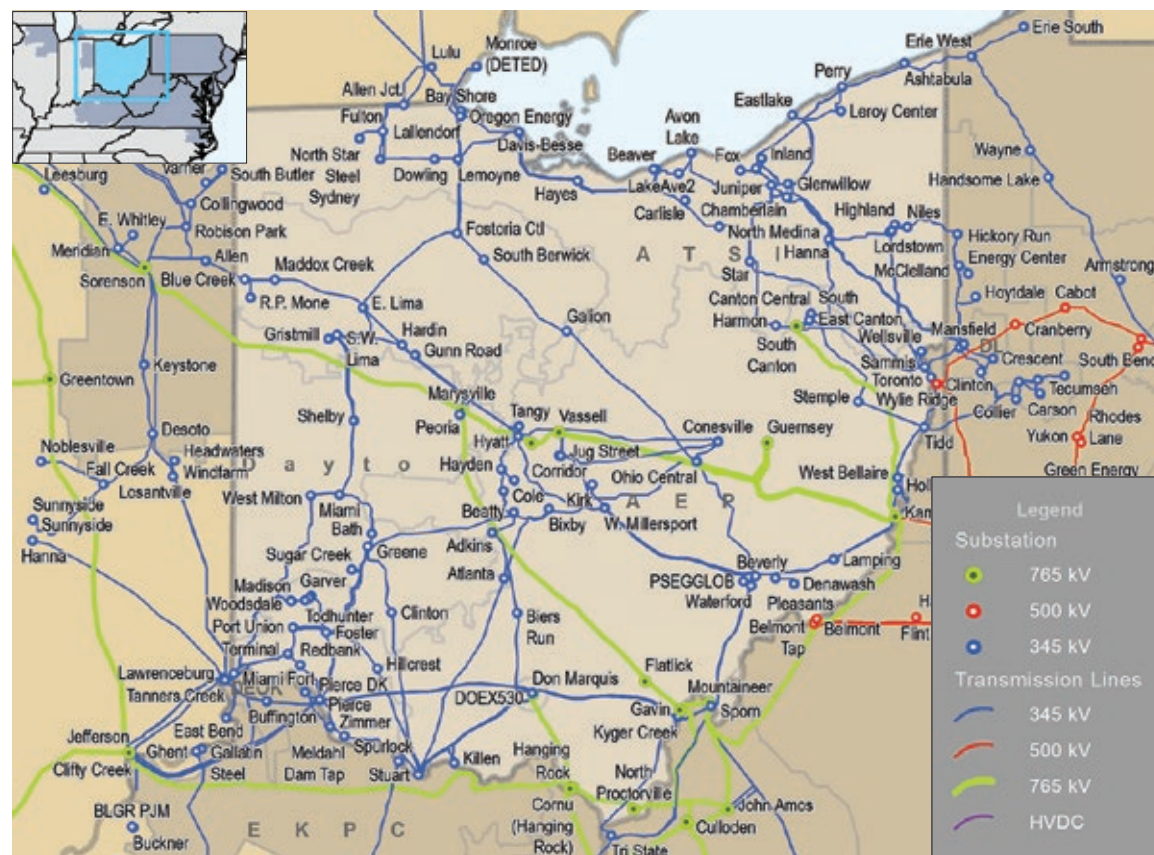 Monroe
(DETED)
Lulu
Erie South
Erie West
Allen Jct.
Bay Shore
Perry
Ashtabula
Fulton
Oregon Energy
Eastlake
Leroy Center
Lallendorf
Avon
Lake
North Star
Steel
Sydney
Davis-Besse
Beaver
Fox
Inland
Wayne
Varner
South Butler
Leesburg
Dowling
Lemoyne
Hayes
LakeAve2
Juniper
Glenwillow
Handsome Lake
Collingwood
Carlisle
Chamberlain
Highland
Niles
E. Whitley
Robison Park
Fostoria Ctl
North Medina
Lordstown
Hickory Run
Energy Center
Meridian
Allen
Maddox Creek
South Berwick
A T S I
Hanna
McClelland
Sorenson
Blue Creek
Star
Armstrong
R.P. Mone
E. Lima
Canton Central
South
Hoytdale
Cabot
Gristmill
S.W.
Lima
Hardin
Galion
Harmon
East Canton
Mansfield
Cranberry
Gunn Road
South
Canton
Wellsville
Sammis
Crescent
South Bend
Keystone
Toronto
Clinton
Tecumseh
Greentown
Marysville
Stemple
Wylie Ridge
Collier
Carson
Shelby
Peoria
Tangy
Vassell
Conesville
Guernsey
Rhodes
Lane
Noblesville
Desoto
Hyatt
Jug Street
Tidd
Yukon
Headwaters
Windfarm
Dayto
Hayden
Corridor
Ohio Central
West Bellaire
Green Energy
Fall Creek
Losantville
Cole
Kirk
A E P
Holl
Sunnyside
Sunnyside
West Milton
Miami
Bath
Beatty
Bixby
W. Millersport
Kam
Hanna
Sugar Creek
Greene
Adkins
Beverly
Lamping
Garver
Atlanta
PSEGGLOB
Denawash
Madison
Woodsdale
Waterford
Todhunter
Clinton
Biers
Run
Pleasants
Port Union
Foster
Belmont
Tap
Belmont
Flint
Terminal
Redbank
Lawrenceburg
Hillcrest
Flatlick
Miami Fort
Pierce DK
Don Marquis
Mountaineer
Tanners Creek
DEOK
Pierce
DOEX530
Gavin
Sporn
Buffington
Zimmer
Kyger Creek
Jefferson
East Bend
Ghent
Gallatin
Steel
Meldahl
Dam Tap
Spurlock
Stuart
Killen
Hanging
Rock
North
Proctorville
Clifty Creek
BLGR PJM
Buckner
E K P C
Cornu
(Hanging
Rock)
John Amos
Culloden
Tri State
Legend
Substation
765 kV
500 kV
345 kV
Transmission Lines
345 kV
500 kV
765 kV
HVDC